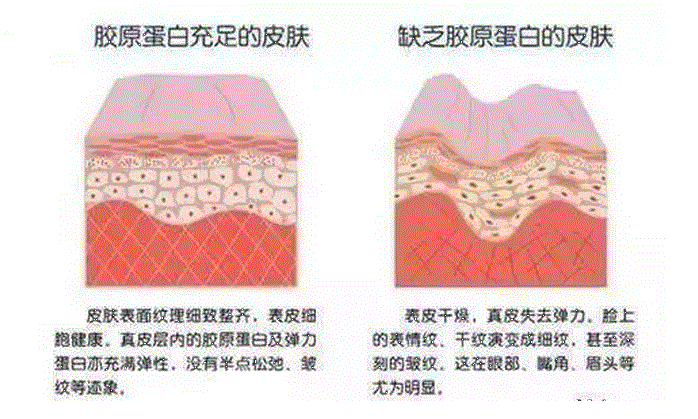 胶原蛋白充足的皮肤
缺乏胶原蛋白的皮肤
皮肤表面纹理细致整齐，表皮细
胞健康。真皮层内的胶原蛋白及弹力
蛋白亦充满弹性，没有半点松弛、皱
纹等迹象。
表皮干燥，真皮失去弹力。脸上
的表情纹、干纹演变成细纹，甚至深
刻的皱纹。这在眼部、嘴角、眉头等
尤为明显。